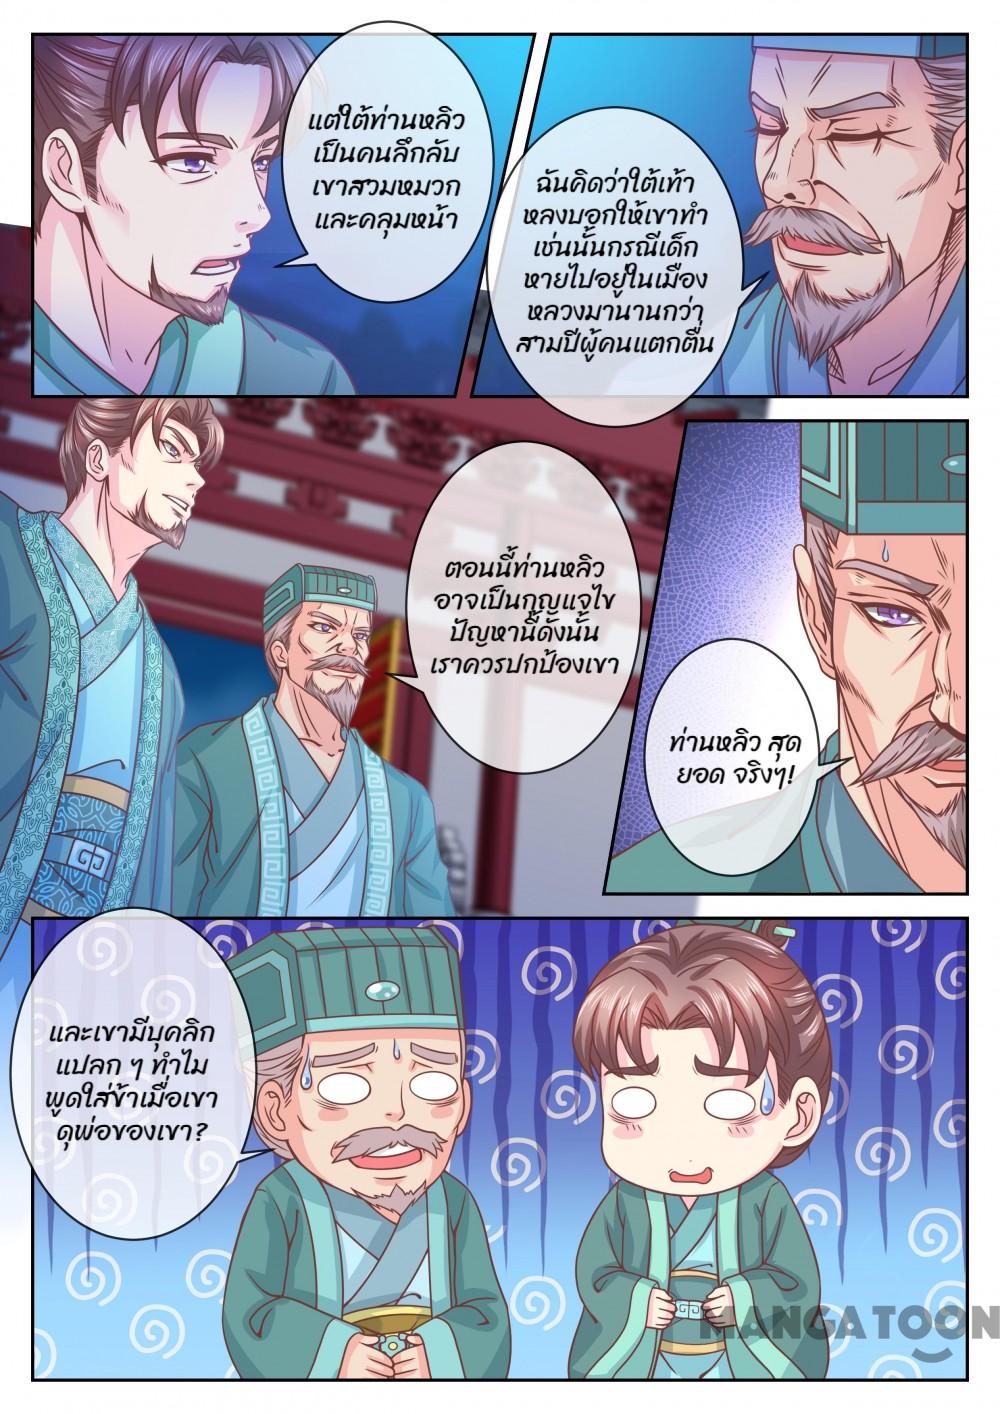 แต่ใต้ท่านหลิว
เป็นคนลึกลับ
เขาสวมหมวก
และคลุมหน้า
ฉันคิดว่าใต้เท้า
หลงบอกให้เขาทำ
เช่นนั้นกรณีเด็ก
หายไปอยู่ในเมือง
หลวงมานานกว่า
สามปีผู้คนแตกตื่น
ตอนนี้ท่านหลิว
อาจเป็นกุญแจไข
ปัญหานี้ดังนั้น
เราควรปกป้องเขา
ท่านหลิว สุด
ยอด จริงๆ!
และเขามีบุคลิก
แปลก ๆ ทำไม
พูดใส่ข้าเมื่อเขา
ดุพ่อของเขา?
MANGATOON